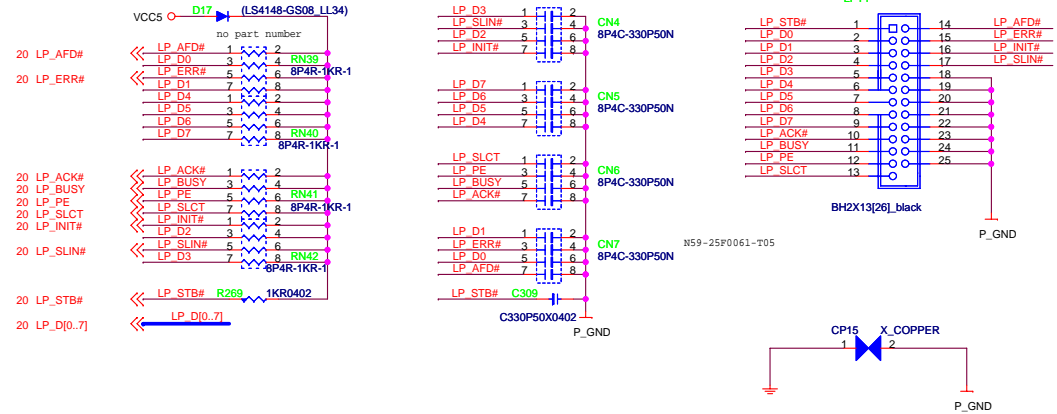 VCC5
D17
(LS4148-GS08_LL34)
no part number
20 LP_AFD#
LP_AFD# 1 2
LP_D0 3 4 RN39
20 LP_ERR#
LP_ERR# 5 6 8P4R-1KR-1
LP_D1 7 8
LP_D4 1 2
LP_D5 3 4
LP_D6 5 6
LP_D7 7 8 RN40
8P4R-1KR-1
20 LP_ACK#
LP_ACK# 1 2
20 LP_BUSY
LP_BUSY 3 4
20 LP_PE
LP_PE 5 6 RN41
20 LP_SLCT
LP_SLCT 7 8 8P4R-1KR-1
20 LP_INIT#
LP_INIT# 1 2
LP_D2 3 4
20 LP_SLIN#
LP_SLIN# 5 6
LP_D3 7 8 RN42
8P4R-1KR-1
20 LP_STB#
LP_STB# R269 1KR0402
20 LP_D[0..7]
LP_D[0..7]
LP_D3 1 2
LP_SLIN# 3 4 CN4
LP_D2 5 6 8P4C-330P50N
LP_INIT# 7 8
LP_D7 1 2
LP_D6 3 4 CN5
LP_D5 5 6 8P4C-330P50N
LP_D4 7 8
LP_SLCT 1 2
LP_PE 3 4 CN6
LP_BUSY 5 6 8P4C-330P50N
LP_ACK# 7 8
LP_D1 1 2
LP_ERR# 3 4 CN7
LP_D0 5 6 8P4C-330P50N
LP_AFD# 7 8
LP_STB# C309
C330P50X0402
P_GND
LP_STB# 1 14 LP_AFD#
LP_D0 2 15 LP_ERR#
LP_D1 3 16 LP_INIT#
LP_D2 4 17 LP_SLIN#
LP_D3 5 18
LP_D4 6 19
LP_D5 7 20
LP_D6 8 21
LP_D7 9 22
LP_ACK# 10 23
LP_BUSY 11 24
LP_PE 12 25
LP_SLCT 13
BH2X13[26]_black
P_GND
N59-25F0061-T05
CP15 X_COPPER
1 2
P_GND